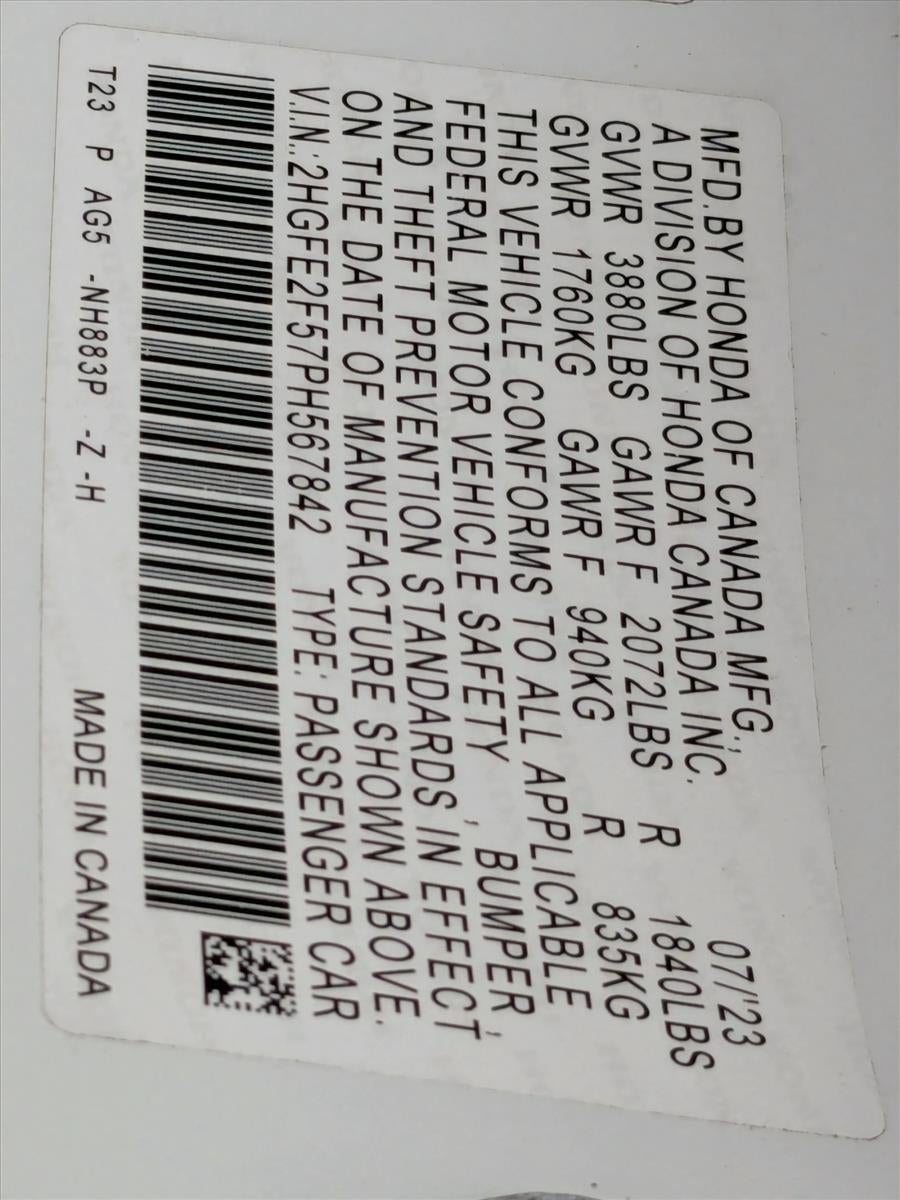 MFD. BY HONDA OF CANADA MFG., 07/'23
A DIVISION OF HONDA CANADA INC.
GVWR 3880LBS GAWR F 2072LBS R 1840LBS
GVWR 1760KG GAWR F 940KG R 835KG
THIS VEHICLE CONFORMS TO ALL APPLICABLE
FEDERAL MOTOR VEHICLE SAFETY , BUMPER ,
AND THEFT PREVENTION STANDARDS IN EFFECT
ON THE DATE OF MANUFACTURE SHOWN ABOVE.
V.I.N.:2HGFE2F57PH567842 TYPE: PASSENGER CAR
T23 P AG5 -NH883P -Z -H MADE IN CANADA